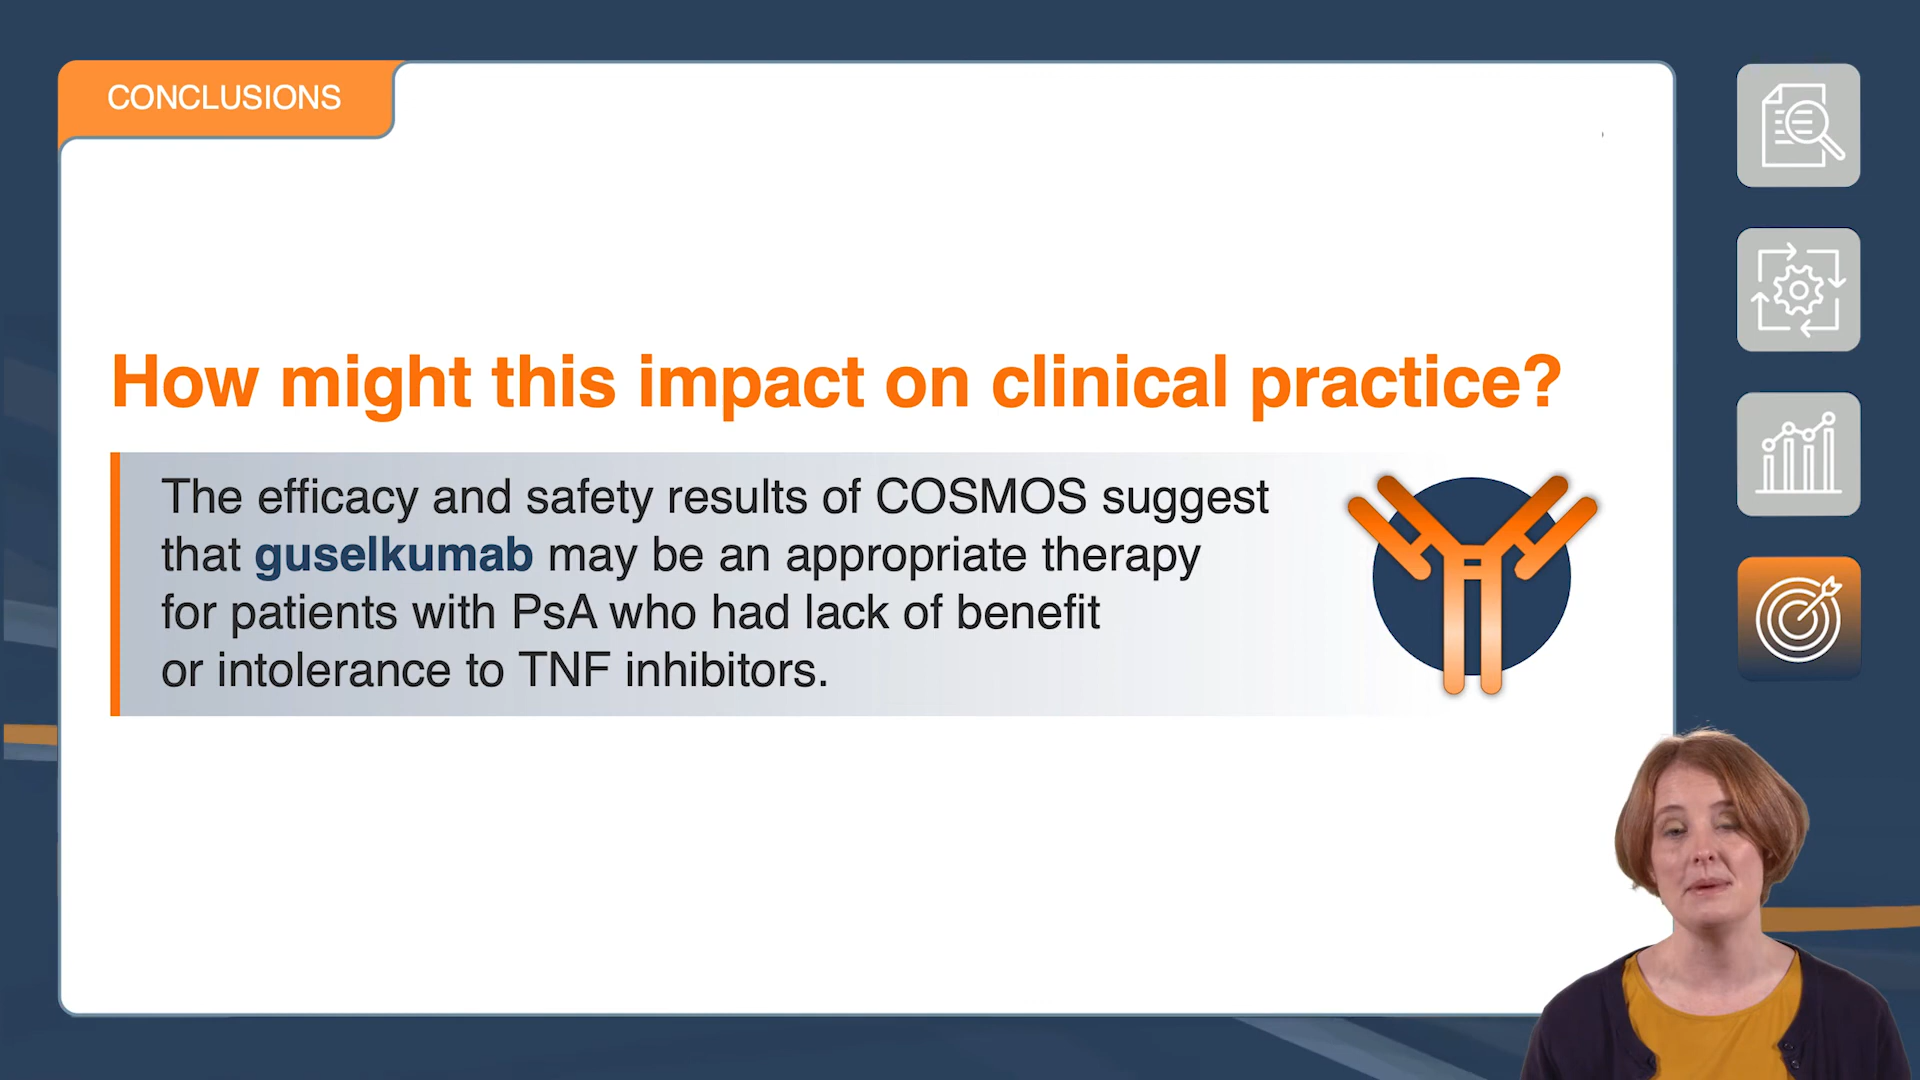 CONCLUSIONS
How might this impact on clinical practice?
The efficacy and safety results of COSMOS suggest
that guselkumab may be an appropriate therapy
for patients with PsA who had lack of benefit
or intolerance to TNF inhibitors.